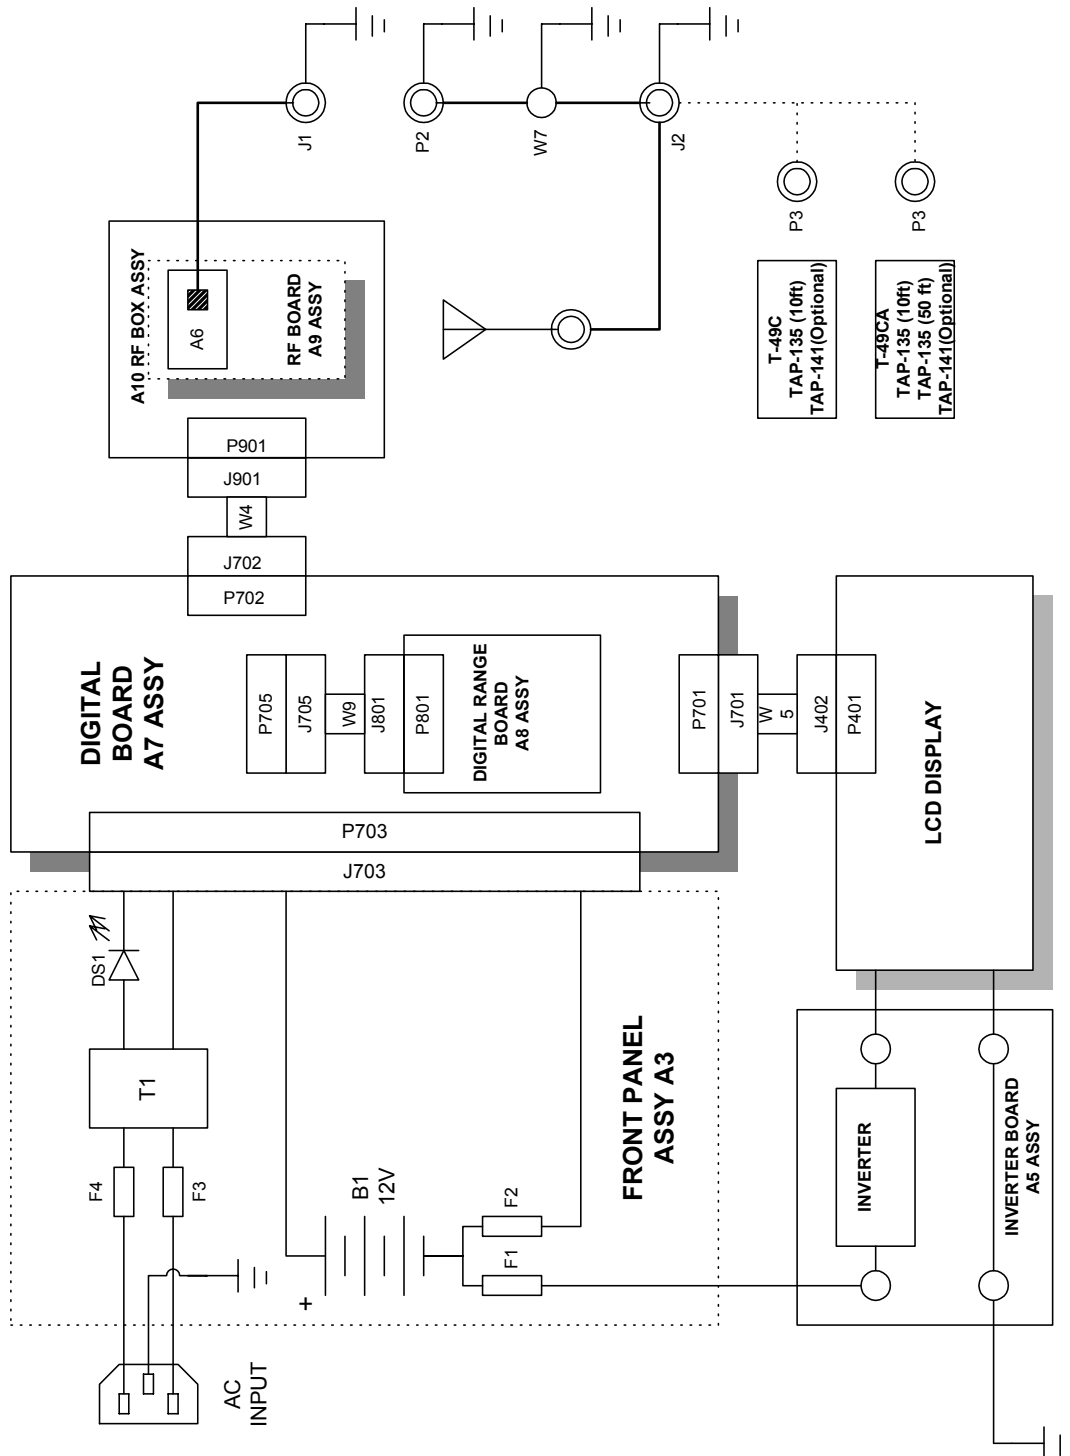 J1
P2
W7
J2
P3
P3
A10 RF BOX ASSY
A6
RF BOARD
A9 ASSY
T-49C
TAP-135 (10ft)
TAP-141(Optional)
T-49CA
TAP-135 (10ft)
TAP-135 (50 ft)
TAP-141(Optional)
P901
J901
W4
J702
P702
DIGITAL
BOARD
A7 ASSY
P705
J705
W9
J801
P801
DIGITAL RANGE
BOARD
A8 ASSY
P701
J701
W
5
J402
P401
LCD DISPLAY
P703
J703
DS1
T1
F4
F3
B1
12V
+
F2
F1
FRONT PANEL
ASSY A3
INVERTER
INVERTER BOARD
A5 ASSY
AC
INPUT